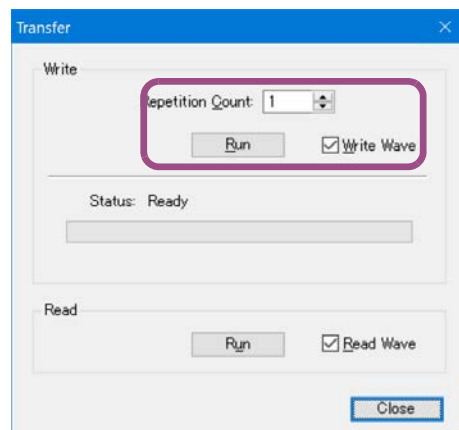 Transfer
Write
Repetition Count: 1
Run
Write Wave
Status: Ready
Read
Run
Read Wave
Close